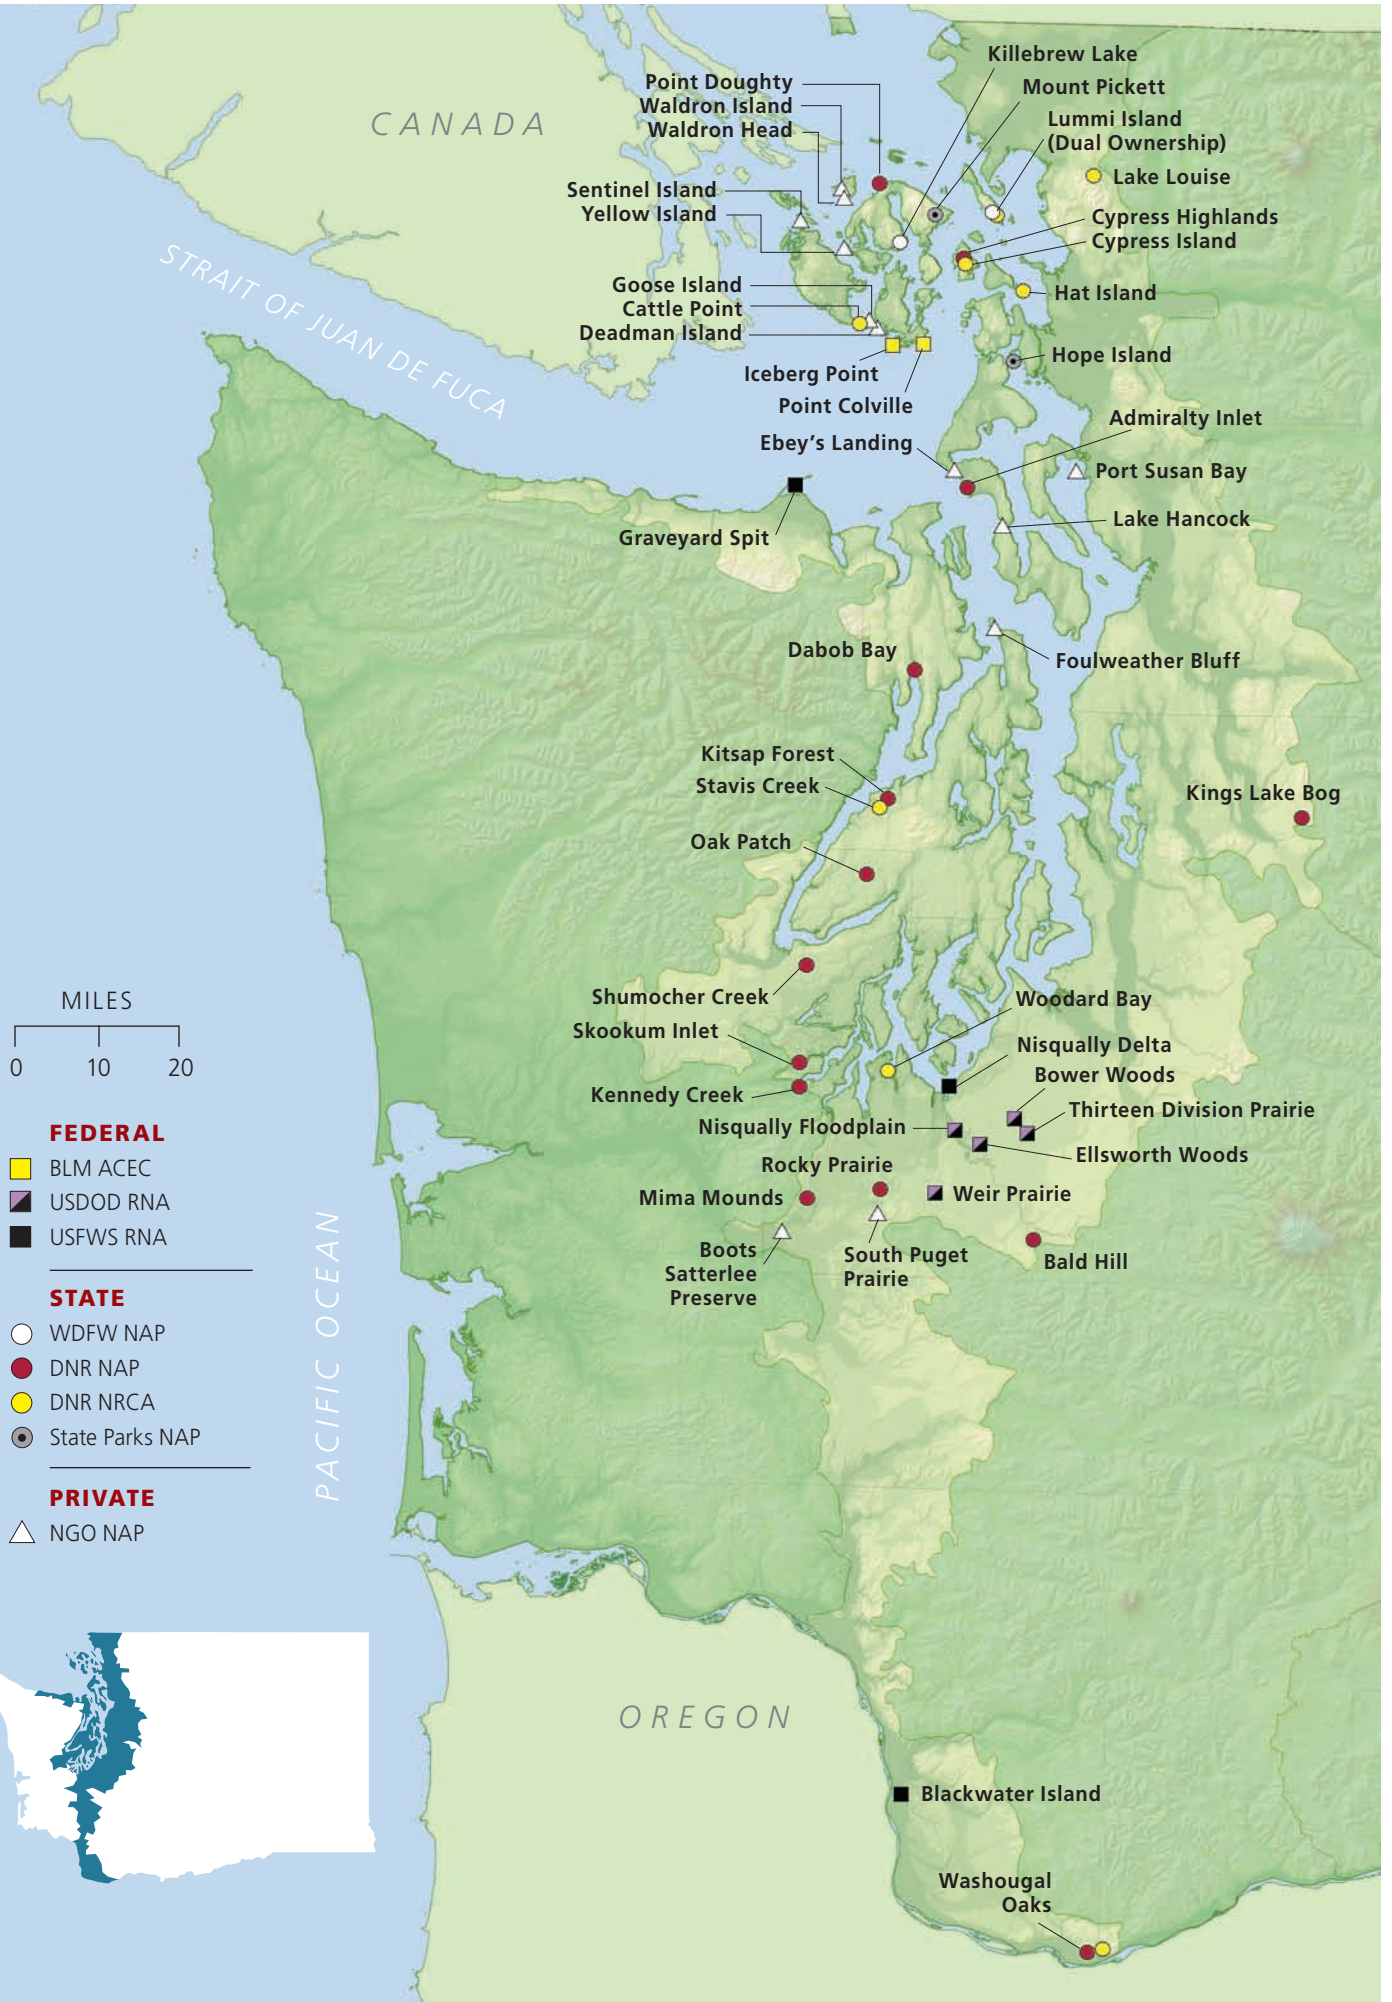 Killebrew Lake
Point Doughty
Mount Pickett
Waldron Island
Lummi Island
(Dual Ownership)
Waldron Head
CANADA
Lake Louise
Sentinel Island
Yellow Island
Cypress Highlands
Cypress Island
STRAIT OF JUAN DE FUCA
Goose Island
Hat Island
Cattle Point
Deadman Island
Hope Island
Iceberg Point
Point Colville
Admiralty Inlet
Ebey's Landing
Port Susan Bay
Lake Hancock
Graveyard Spit
Dabob Bay
Foulweather Bluff
Kitsap Forest
Stavis Creek
Kings Lake Bog
Oak Patch
Shumocher Creek
Woodard Bay
Skookum Inlet
Nisqually Delta
Bower Woods
Kennedy Creek
Thirteen Division Prairie
Nisqually Floodplain
Ellsworth Woods
Rocky Prairie
Mima Mounds
Weir Prairie
Boots
Satterlee
Preserve
South Puget
Prairie
Bald Hill
MILES
0 10 20
FEDERAL
BLM ACEC
USDOD RNA
USFWS RNA
STATE
WDFW NAP
DNR NAP
DNR NRCA
State Parks NAP
PRIVATE
NGO NAP
PACIFIC OCEAN
OREGON
Blackwater Island
Washougal
Oaks